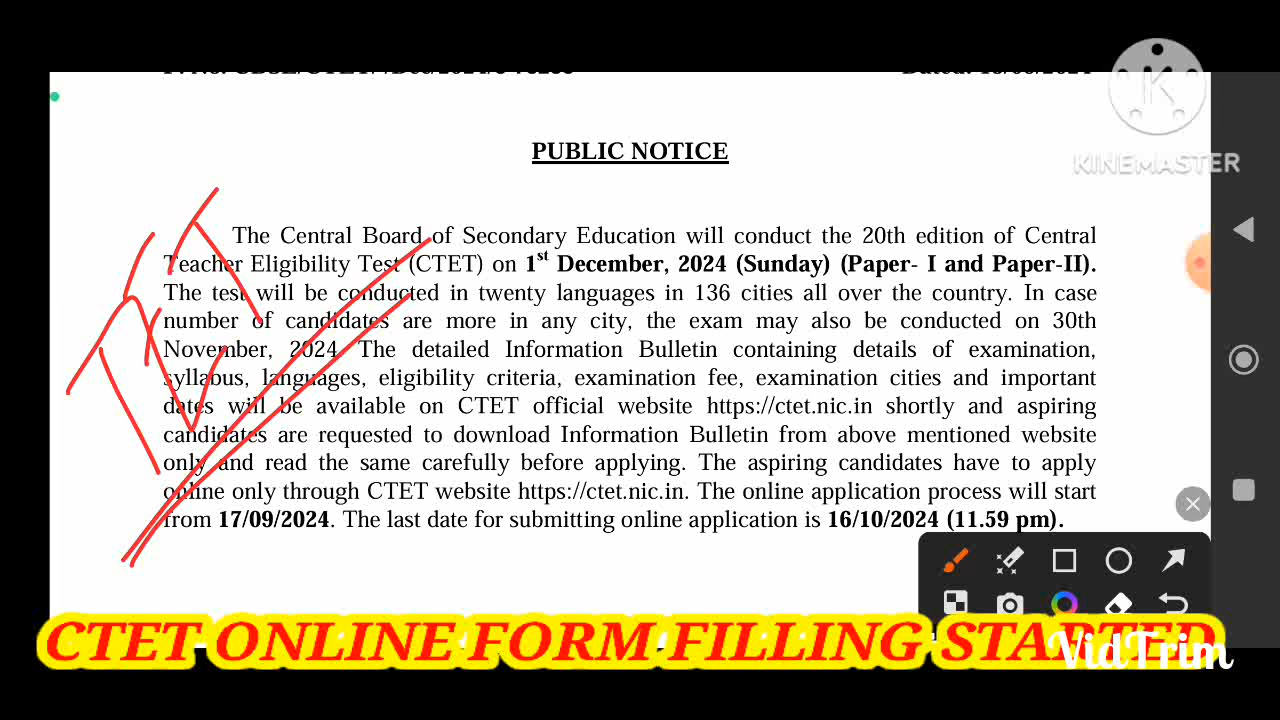 PUBLIC NOTICE
The Central Board of Secondary Education will conduct the 20th edition of Central
Teacher Eligibility Test (CTET) on 1st December, 2024 (Sunday) (Paper- I and Paper-II).
The test will be conducted in twenty languages in 136 cities all over the country. In case
number of candidates are more in any city, the exam may also be conducted on 30th
November, 2024. The detailed Information Bulletin containing details of examination,
syllabus, languages, eligibility criteria, examination fee, examination cities and important
dates will be available on CTET official website https://ctet.nic.in shortly and aspiring
candidates are requested to download Information Bulletin from above mentioned website
only and read the same carefully before applying. The aspiring candidates have to apply
online only through CTET website https://ctet.nic.in. The online application process will start
from 17/09/2024. The last date for submitting online application is 16/10/2024 (11.59 pm).
CTET ONLINE FORM FILLING STARTED
K
KINEMASTER
VidTrim